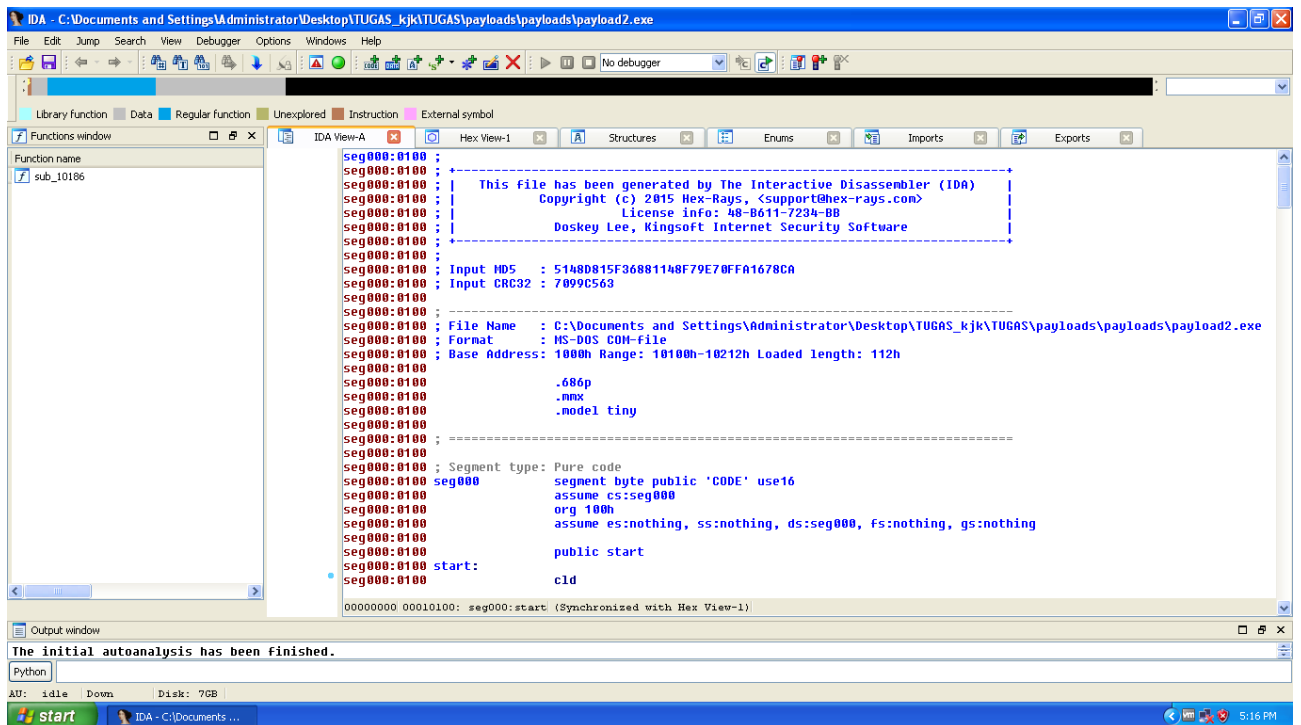 IDA - C:\Documents and Settings\Administrator\Desktop\TUGAS_kjk\TUGAS\payloads\payloads\payload2.exe
File Edit Jump Search View Debugger Options Windows Help
No debugger
Library function Data Regular function Unexplored Instruction External symbol
Functions window
IDA View-A Hex View-1 Structures Enums Imports Exports
Function name
sub_10186
seg000:0100 ;
seg000:0100 ; +-------------------------------------------------------------------------+
seg000:0100 ; | This file has been generated by The Interactive Disassembler (IDA) |
seg000:0100 ; | Copyright (c) 2015 Hex-Rays, <support@hex-rays.com> |
seg000:0100 ; | License info: 48-B611-7234-BB |
seg000:0100 ; | Doskey Lee, Kingsoft Internet Security Software |
seg000:0100 ; +-------------------------------------------------------------------------+
seg000:0100 ;
seg000:0100 ; Input MD5 : 5148D815F36881148F79E70FFA1678CA
seg000:0100 ; Input CRC32 : 7099C563
seg000:0100
seg000:0100 ; ---------------------------------------------------------------------------
seg000:0100 ; File Name : C:\Documents and Settings\Administrator\Desktop\TUGAS_kjk\TUGAS\payloads\payloads\payload2.exe
seg000:0100 ; Format : MS-DOS COM-file
seg000:0100 ; Base Address: 1000h Range: 10100h-10212h Loaded length: 112h
seg000:0100
seg000:0100 .686p
seg000:0100 .mmx
seg000:0100 .model tiny
seg000:0100
seg000:0100 ; ===========================================================================
seg000:0100
seg000:0100 ; Segment type: Pure code
seg000:0100 seg000 segment byte public 'CODE' use16
seg000:0100 assume cs:seg000
seg000:0100 org 100h
seg000:0100 assume es:nothing, ss:nothing, ds:seg000, fs:nothing, gs:nothing
seg000:0100
seg000:0100 public start
seg000:0100 start:
seg000:0100 cld
00000000 00010100: seg000:start (Synchronized with Hex View-1)
Output window
The initial autoanalysis has been finished.
Python
AU: idle Down Disk: 7GB
start IDA - C:\Documents ... 5:16 PM